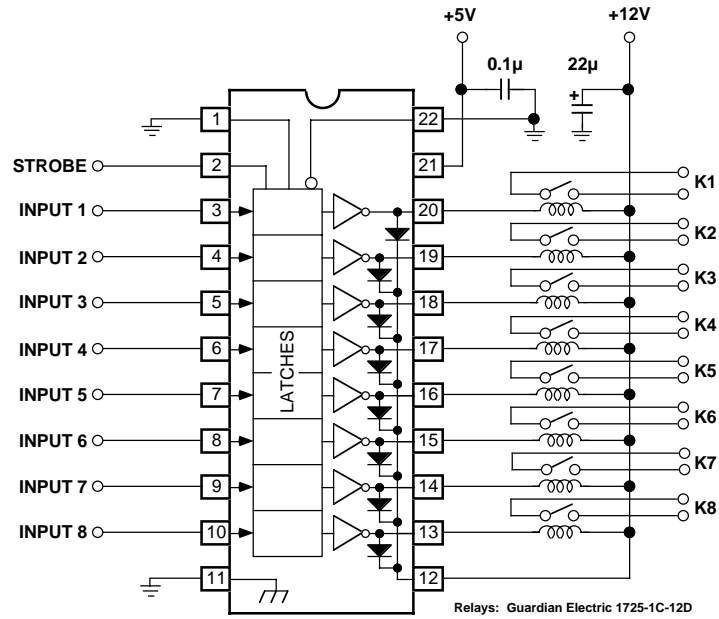 +5V
+12V
0.1µ
22µ
+
1
22
STROBE
2
21
INPUT 1
3
20
K1
INPUT 2
4
19
K2
INPUT 3
5
18
K3
INPUT 4
6
17
K4
INPUT 5
7
16
K5
INPUT 6
8
15
K6
INPUT 7
9
14
K7
INPUT 8
10
13
K8
LATCHES
11
12
Relays: Guardian Electric 1725-1C-12D